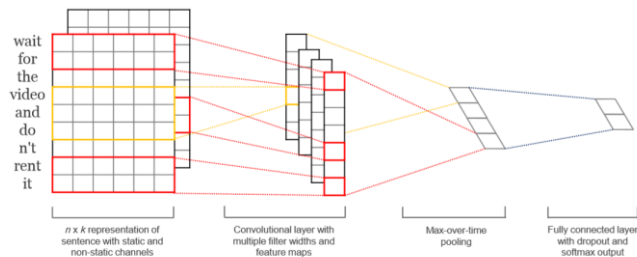 wait
for
the
video
and
do
n't
rent
it
n x k representation of
sentence with static and
non-static channels
Convolutional layer with
multiple filter widths and
feature maps
Max-over-time
pooling
Fully connected layer
with dropout and
softmax output